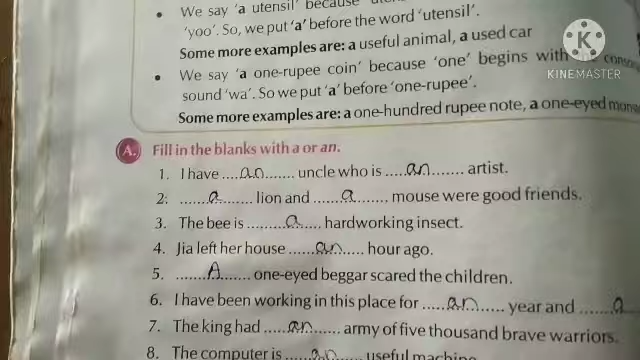 • We say 'a utensil' because
'yoo'. So, we put 'a' before the word 'utensil'.
Some more examples are: a useful animal, a used car
• We say 'a one-rupee coin' because 'one' begins with
sound 'wa'. So we put 'a' before 'one-rupee'.
Some more examples are: a one-hundred rupee note, a one-eyed
K
KINEMASTER
A. Fill in the blanks with a or an.
1. I have ....an....... uncle who is .....an........ artist.
2. .......a........ lion and .......a........ mouse were good friends.
3. The bee is .........a...... hardworking insect.
4. Jia left her house ......an...... hour ago.
5. .......A....... one-eyed beggar scared the children.
6. I have been working in this place for .....an...... year and .....a
7. The king had .....an....... army of five thousand brave warriors.
8. The computer is ......an...... useful machine.